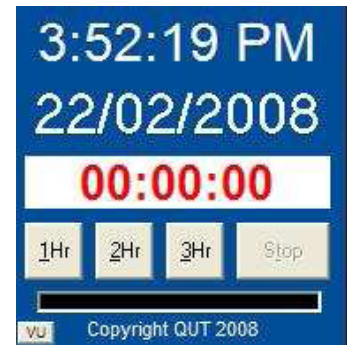 3:52:19 PM
22/02/2008
00:00:00
1Hr 2Hr 3Hr Stop
VU Copyright QUT 2008